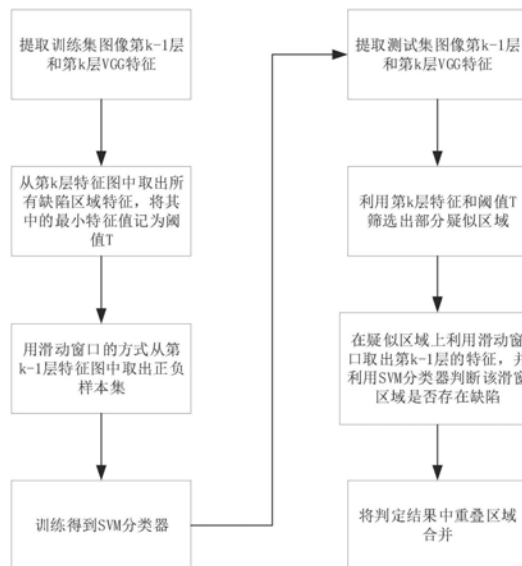 提取训练集图像第k-1层
和第k层VGG特征
从第k层特征图中取出所
有缺陷区域特征，将其
中的最小特征值记为阈
值T
用滑动窗口的方式从第
k-1层特征图中取出正负
样本集
训练得到SVM分类器
提取测试集图像第k-1层
和第k层VGG特征
利用第k层特征和阈值T
筛选出部分疑似区域
在疑似区域上利用滑动窗
口取出第k-1层的特征，并
利用SVM分类器判断该滑窗
区域是否存在缺陷
将判定结果中重叠区域
合并